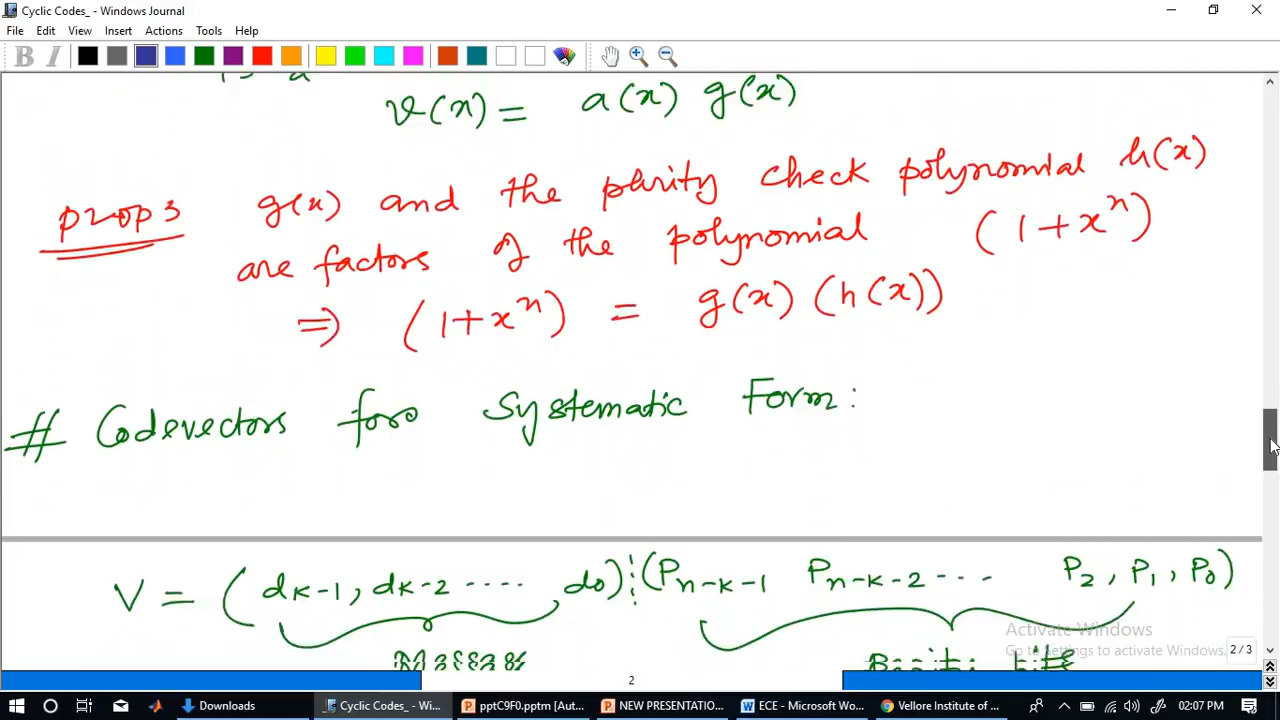 Cyclic Codes_ - Windows Journal
File Edit View Insert Actions Tools Help
B I
is a
v(x) = a(x) g(x)
prop 3 g(x) and the parity check polynomial h(x)
are factors of the polynomial (1+x^n)
⇒ (1+x^n) = g(x) (h(x))
# Codevectors for Systematic Form :
V = (dk-1, dk-2 ---- do) ⋮ (Pn-k-1 Pn-k-2 --- P2, P1, P0)
Activate Windows
Go to Settings to activate Windows.
2 / 3
2
Downloads Cyclic Codes_ - Wi... pptC9F0.pptm [Aut... NEW PRESENTATIO... ECE - Microsoft Wo... Vellore Institute of ... 02:07 PM